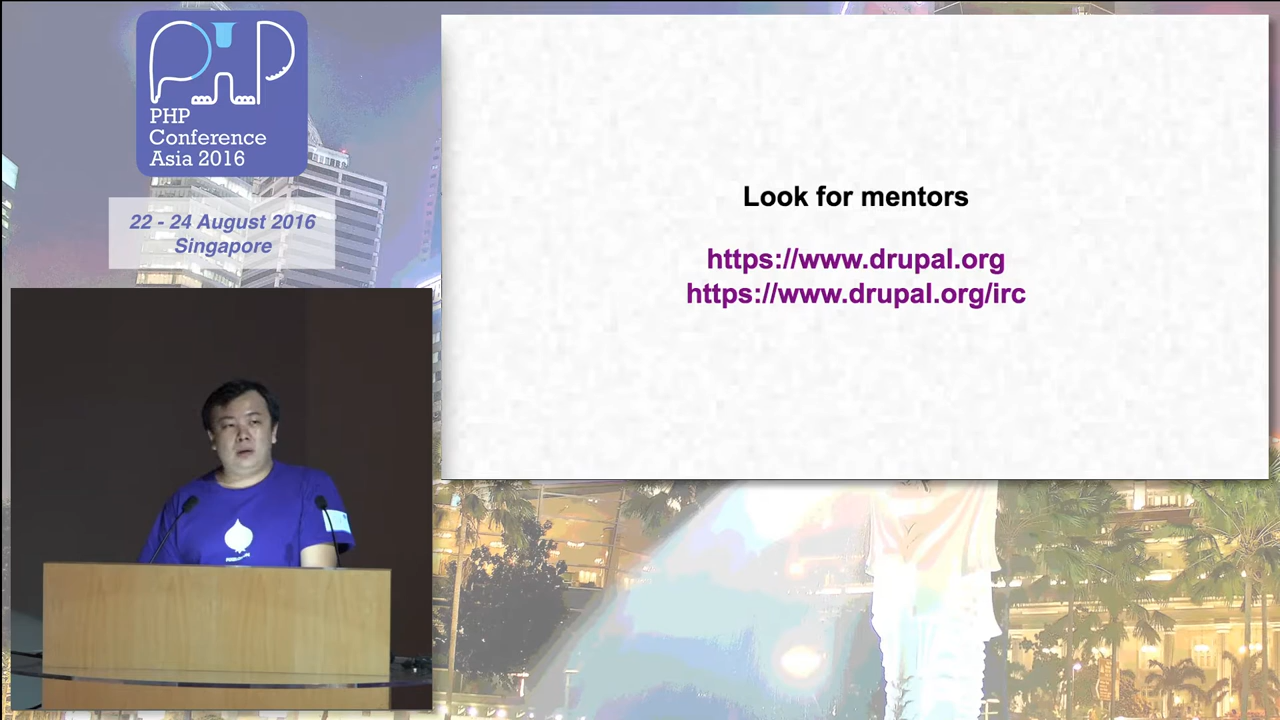 PHP
PHP
Conference
Asia 2016
22 - 24 August 2016
Singapore
Look for mentors
https://www.drupal.org
https://www.drupal.org/irc